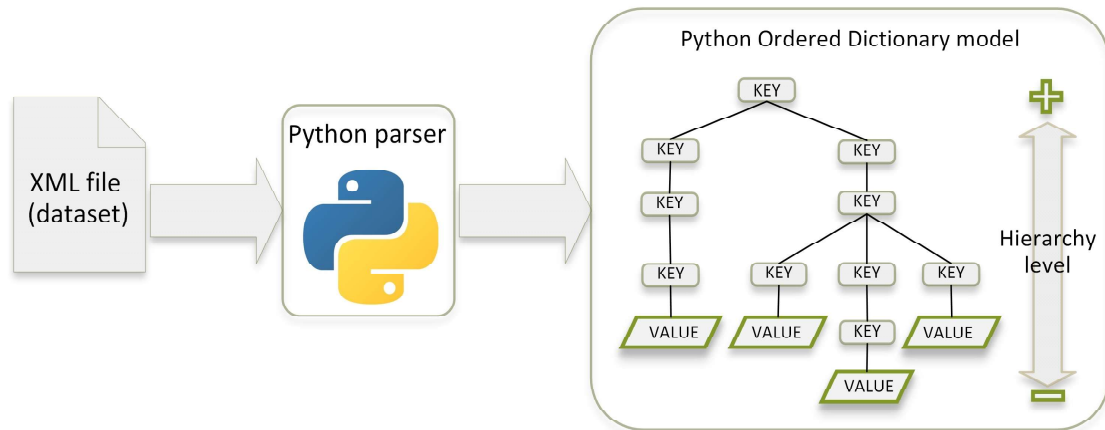 XML file
(dataset)
Python parser
Python Ordered Dictionary model
KEY
KEY
KEY
KEY
KEY
KEY
KEY
KEY
KEY
VALUE
VALUE
KEY
VALUE
VALUE
Hierarchy
level